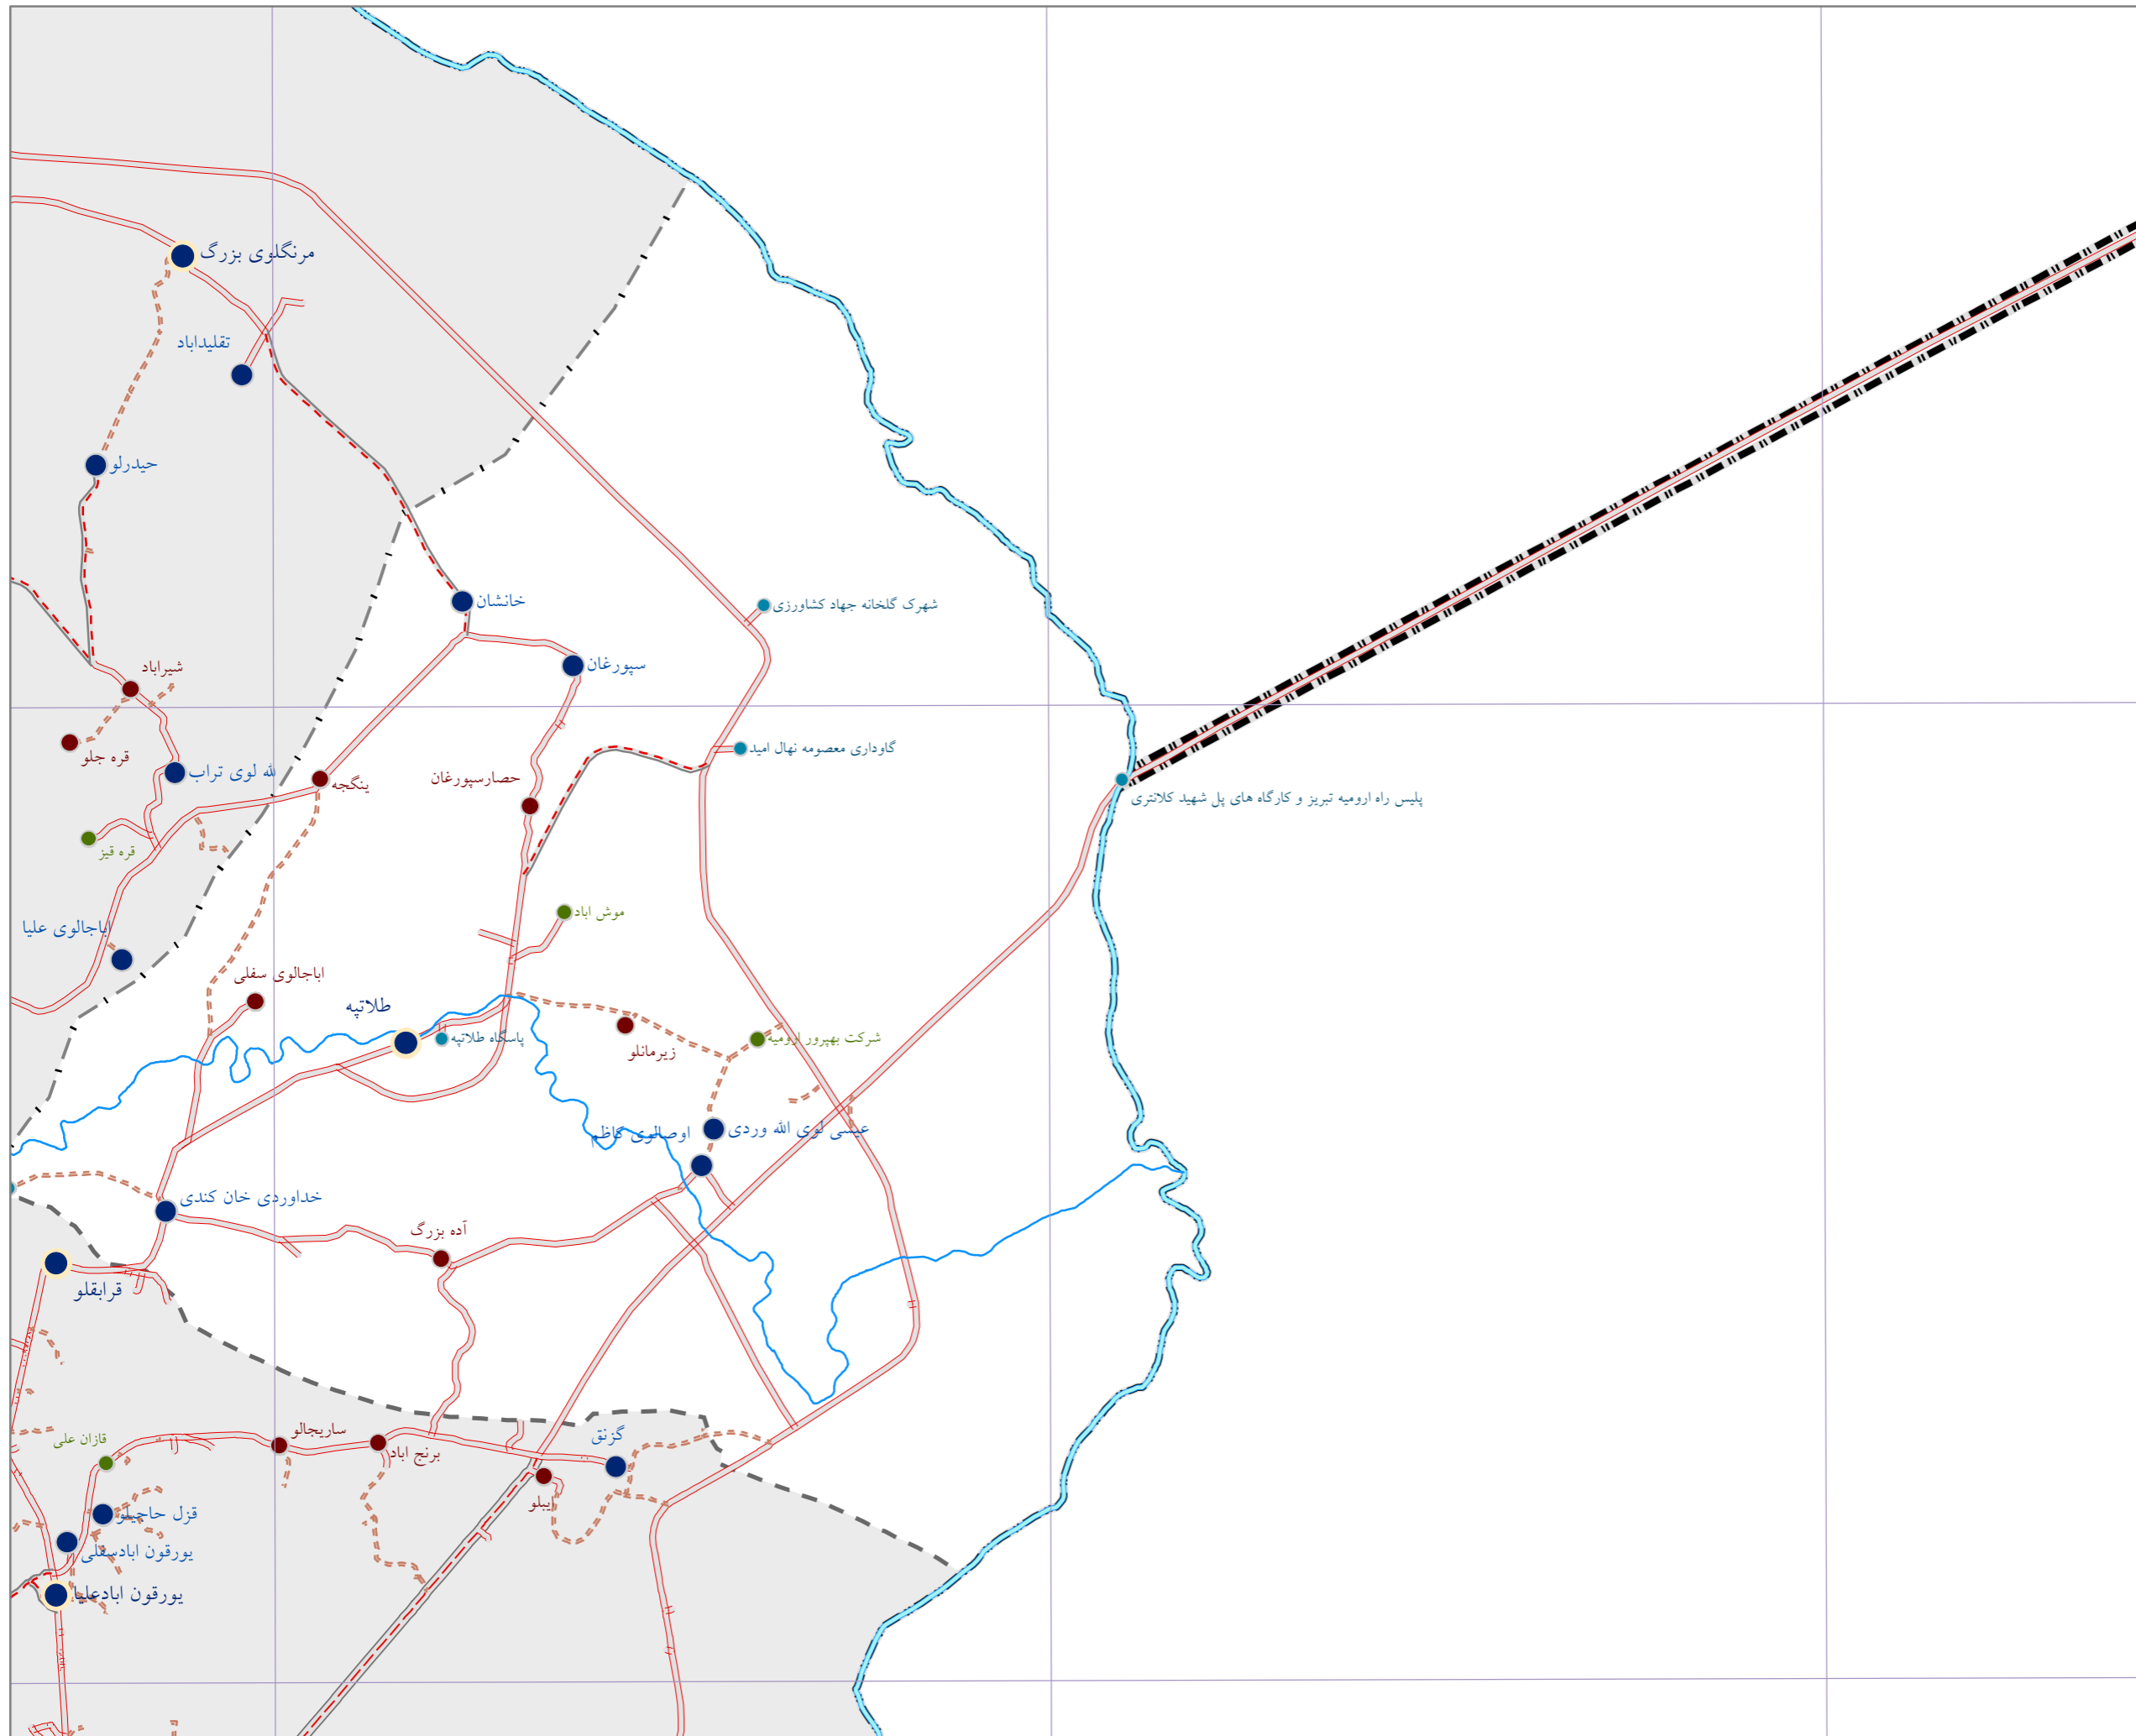 مرنگلوی بزرگ
تقلیداباد
حیدرلو
خانشان
شهرک گلخانه جهاد کشاورزی
سپورغان
شیراباد
قره جلو
گاوداری معصومه نهال امید
لله لوی تراب
ینگجه
حصارسپورغان
پلیس راه ارومیه تبریز و کارگاه های پل شهید کلانتری
قره قیز
موش اباد
اباجالوی علیا
اباجالوی سفلی
طلاتپه
پاسگاه طلاتپه
زیرمانلو
شرکت بهپرور ارومیه
عیسی لوی الله وردی
اوصالوی کاظم
خداوردی خان کندی
آده بزرگ
قرابقلو
ساریجالو
قازان علی
برنج اباد
گزنق
ایبلو
قزل حاجیلو
یورقون ابادسفلی
یورقون ابادعلیا